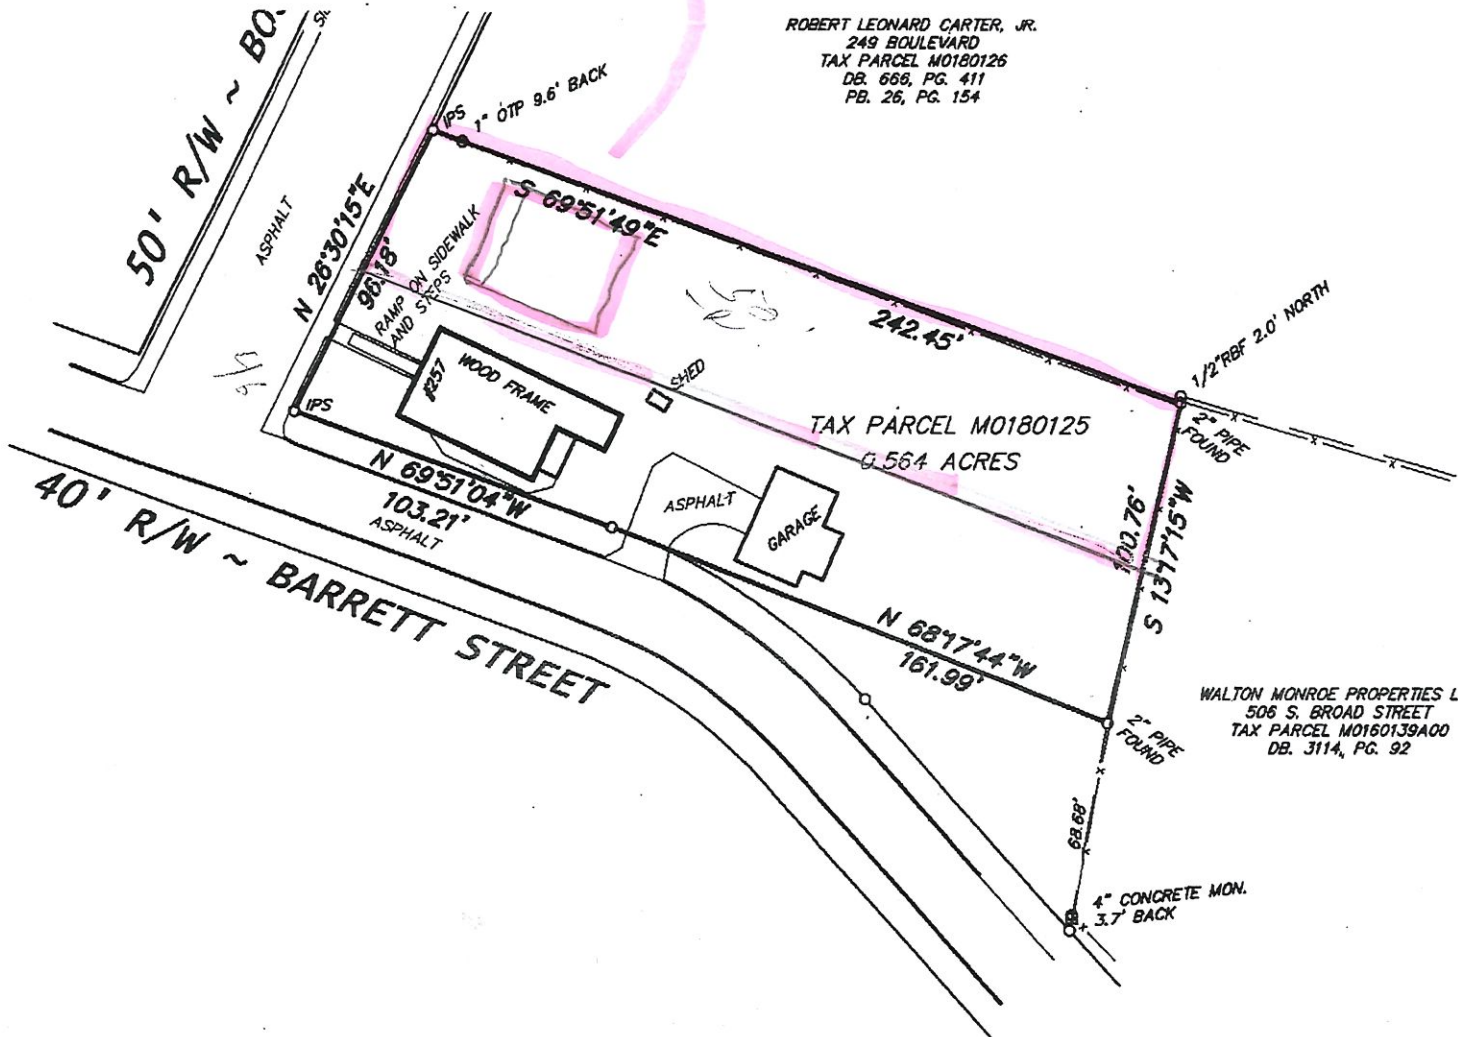 ROBERT LEONARD CARTER, JR.
249 BOULEVARD
TAX PARCEL M0180126
DB. 666, PG. 411
PB. 26, PG. 154
50' R/W ~ BO
ASPHALT
IPS
1" OTP 9.6' BACK
N 26°30'15"E
96.18'
S 69°51'49"E
242.45'
RAMP ON SIDEWALK
AND STEPS
#257
WOOD FRAME
SHED
1/2"RBF 2.0' NORTH
2" PIPE
FOUND
TAX PARCEL M0180125
0.564 ACRES
IPS
N 69°51'04"W
103.21'
ASPHALT
ASPHALT
GARAGE
100.76'
S 13°17'15"W
40' R/W ~ BARRETT STREET
N 68°17'44"W
161.99'
2" PIPE
FOUND
WALTON MONROE PROPERTIES L
506 S. BROAD STREET
TAX PARCEL M0160139A00
DB. 3114, PG. 92
68.68'
4" CONCRETE MON.
3.7' BACK